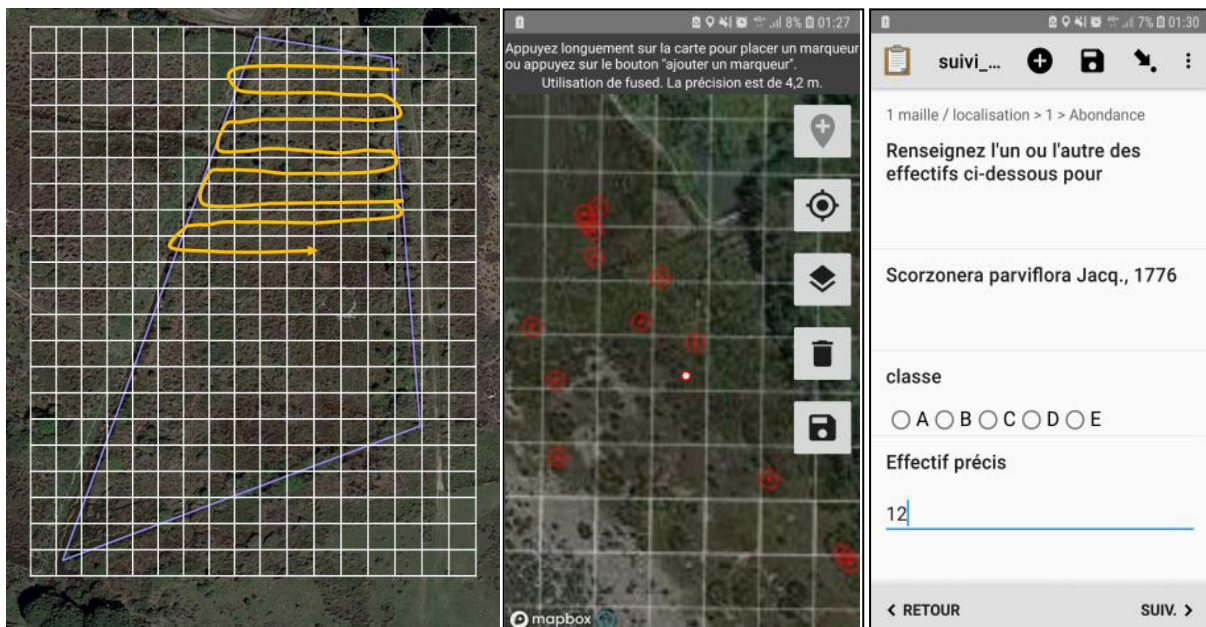 8% 01:27
Appuyez longuement sur la carte pour placer un marqueur
ou appuyez sur le bouton "ajouter un marqueur".
Utilisation de fused. La précision est de 4,2 m.
mapbox
7% 01:30
suivi_...
1 maille / localisation > 1 > Abondance
Renseignez l'un ou l'autre des
effectifs ci-dessous pour
Scorzonera parviflora Jacq., 1776
classe
A B C D E
Effectif précis
12
< RETOUR SUIV. >